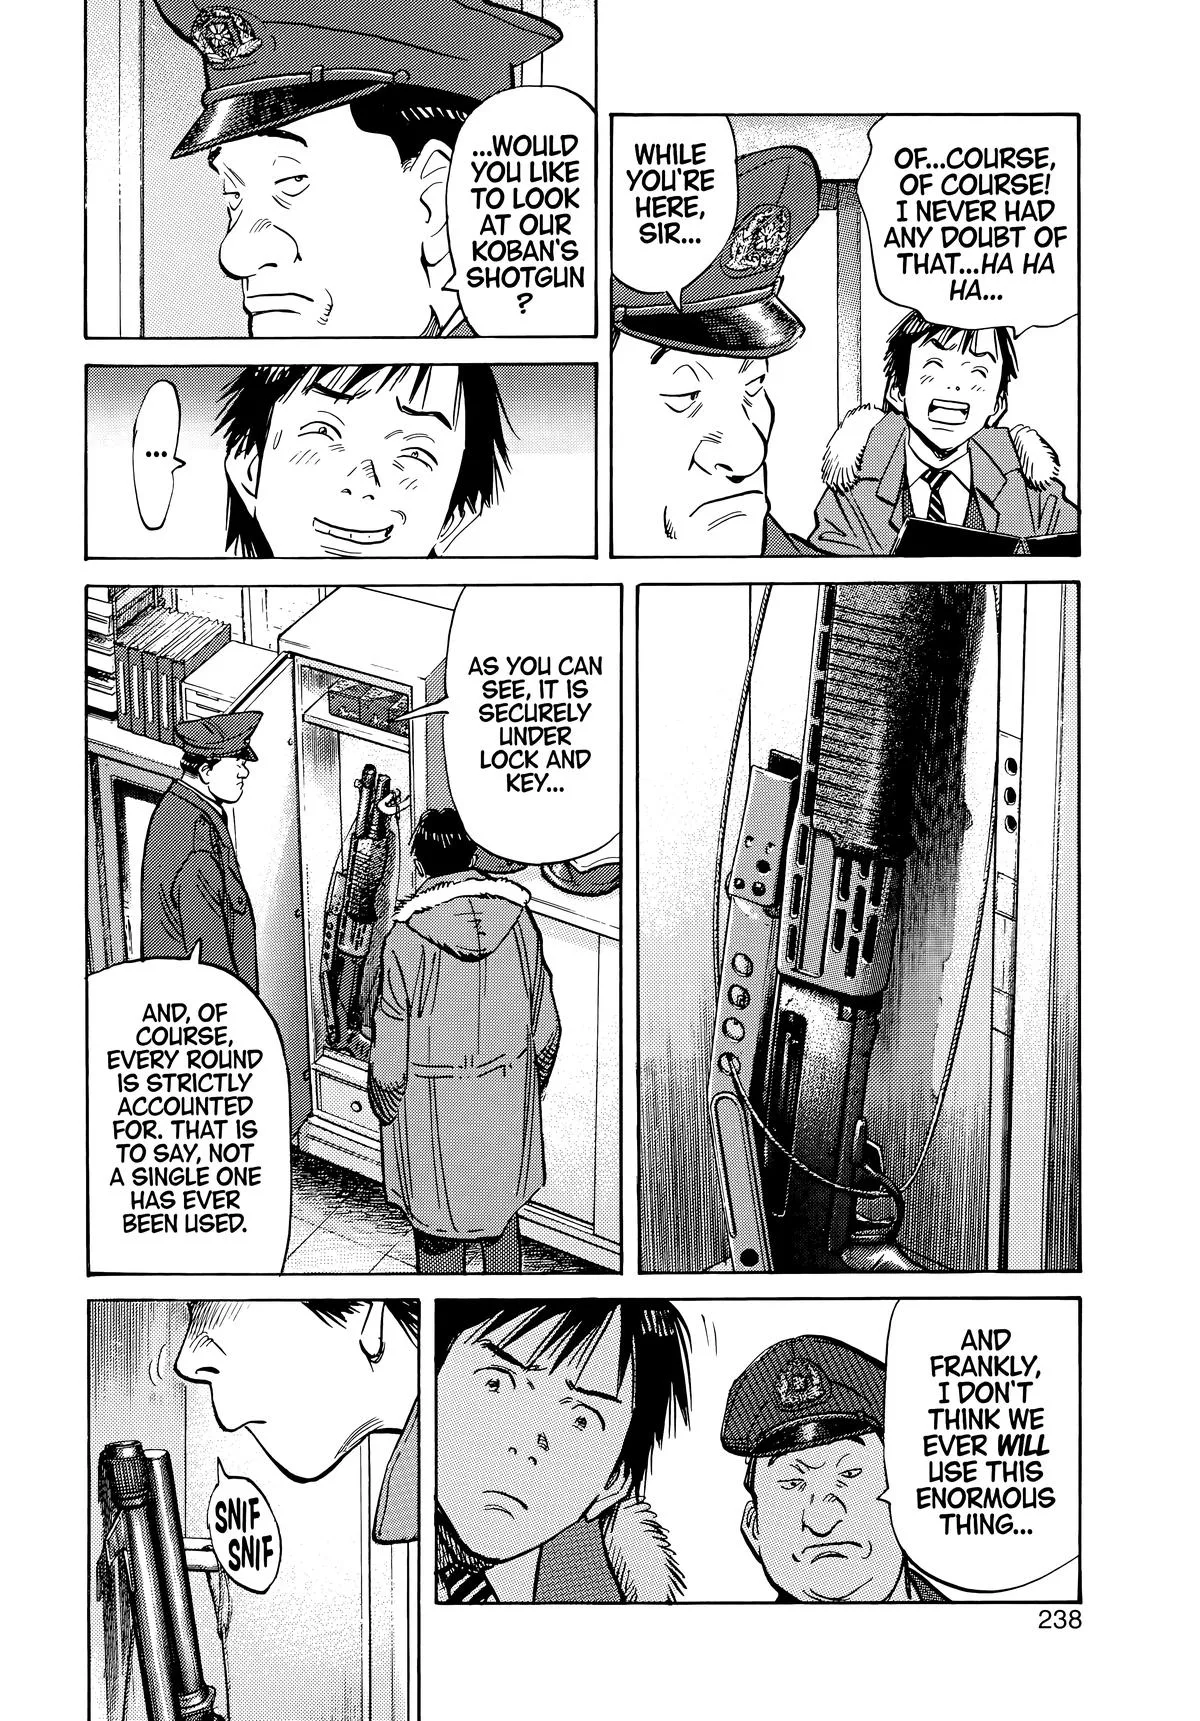 OF...COURSE,
OF COURSE!
I NEVER HAD
ANY DOUBT OF
THAT...HA HA
HA...
WHILE
YOU'RE
HERE,
SIR...
...WOULD
YOU LIKE
TO LOOK
AT OUR
KOBAN'S
SHOTGUN
?
...
AS YOU CAN
SEE, IT IS
SECURELY
UNDER
LOCK AND
KEY...
AND, OF
COURSE,
EVERY ROUND
IS STRICTLY
ACCOUNTED
FOR. THAT IS
TO SAY, NOT
A SINGLE ONE
HAS EVER
BEEN USED.
AND
FRANKLY,
I DON'T
THINK WE
EVER WILL
USE THIS
ENORMOUS
THING...
SNIF
SNIF
238